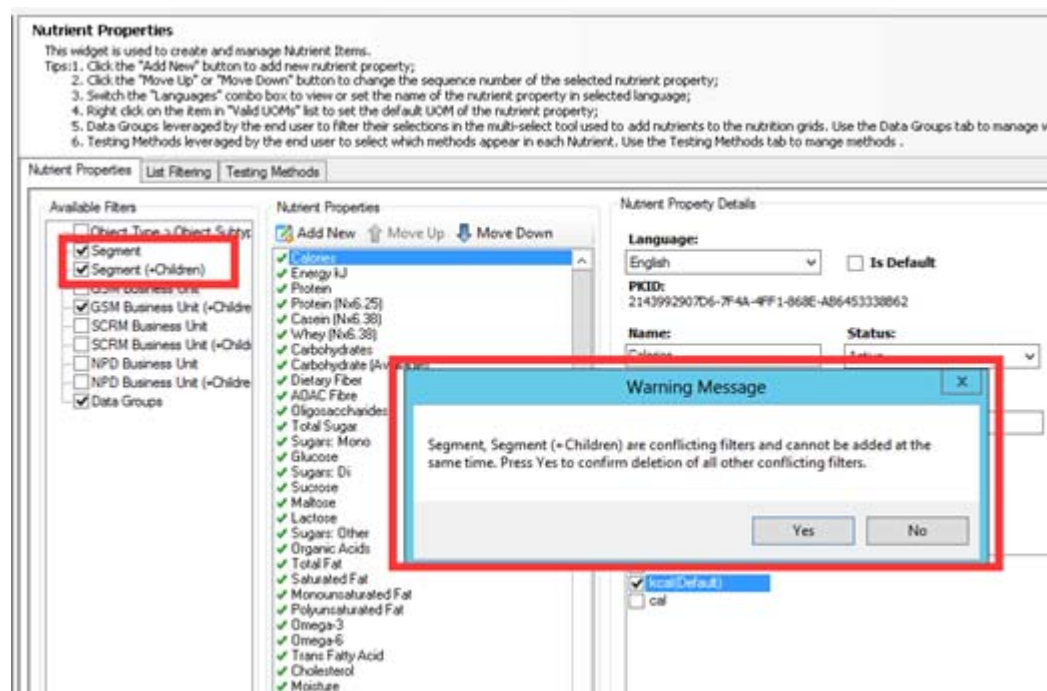 Nutrient Properties
This widget is used to create and manage Nutrient Items.
Tips:1. Click the "Add New" button to add new nutrient property;
2. Click the "Move Up" or "Move Down" button to change the sequence number of the selected nutrient property;
3. Switch the "Languages" combo box to view or set the name of the nutrient property in selected language;
4. Right click on the item in "Valid UOMs" list to set the default UOM of the nutrient property;
5. Data Groups leveraged by the end user to filter their selections in the multi-select tool used to add nutrients to the nutrition grids. Use the Data Groups tab to manage
6. Testing Methods leveraged by the end user to select which methods appear in each Nutrient. Use the Testing Methods tab to mange methods .
Nutrient Properties List Filtering Testing Methods
Available Filters
Object Type > Object Subtyp
Segment
Segment (+Children)
GSM Business Unit
GSM Business Unit (+Childre
SCRM Business Unit
SCRM Business Unit (+Childr
NPD Business Unit
NPD Business Unit (+Childre
Data Groups
Nutrient Properties
Add New Move Up Move Down
Calories
Energy kJ
Protein
Protein (Nx6.25)
Casein (Nx6.38)
Whey (Nx6.38)
Carbohydrates
Carbohydrate
Dietary Fiber
AOAC Fibre
Oligosaccharides
Total Sugar
Sugars: Mono
Glucose
Sugars: Di
Sucrose
Maltose
Lactose
Sugars: Other
Organic Acids
Total Fat
Saturated Fat
Monounsaturated Fat
Polyunsaturated Fat
Omega-3
Omega-6
Trans Fatty Acid
Cholesterol
Moisture
Nutrient Property Details
Language:
English Is Default
PKID:
2143992907D6-7F4A-4FF1-868E-AB6453338B62
Name: Status:
Calories Active
Warning Message
Segment, Segment (+Children) are conflicting filters and cannot be added at the
same time. Press Yes to confirm deletion of all other conflicting filters.
Yes No
kcal(Default)
cal